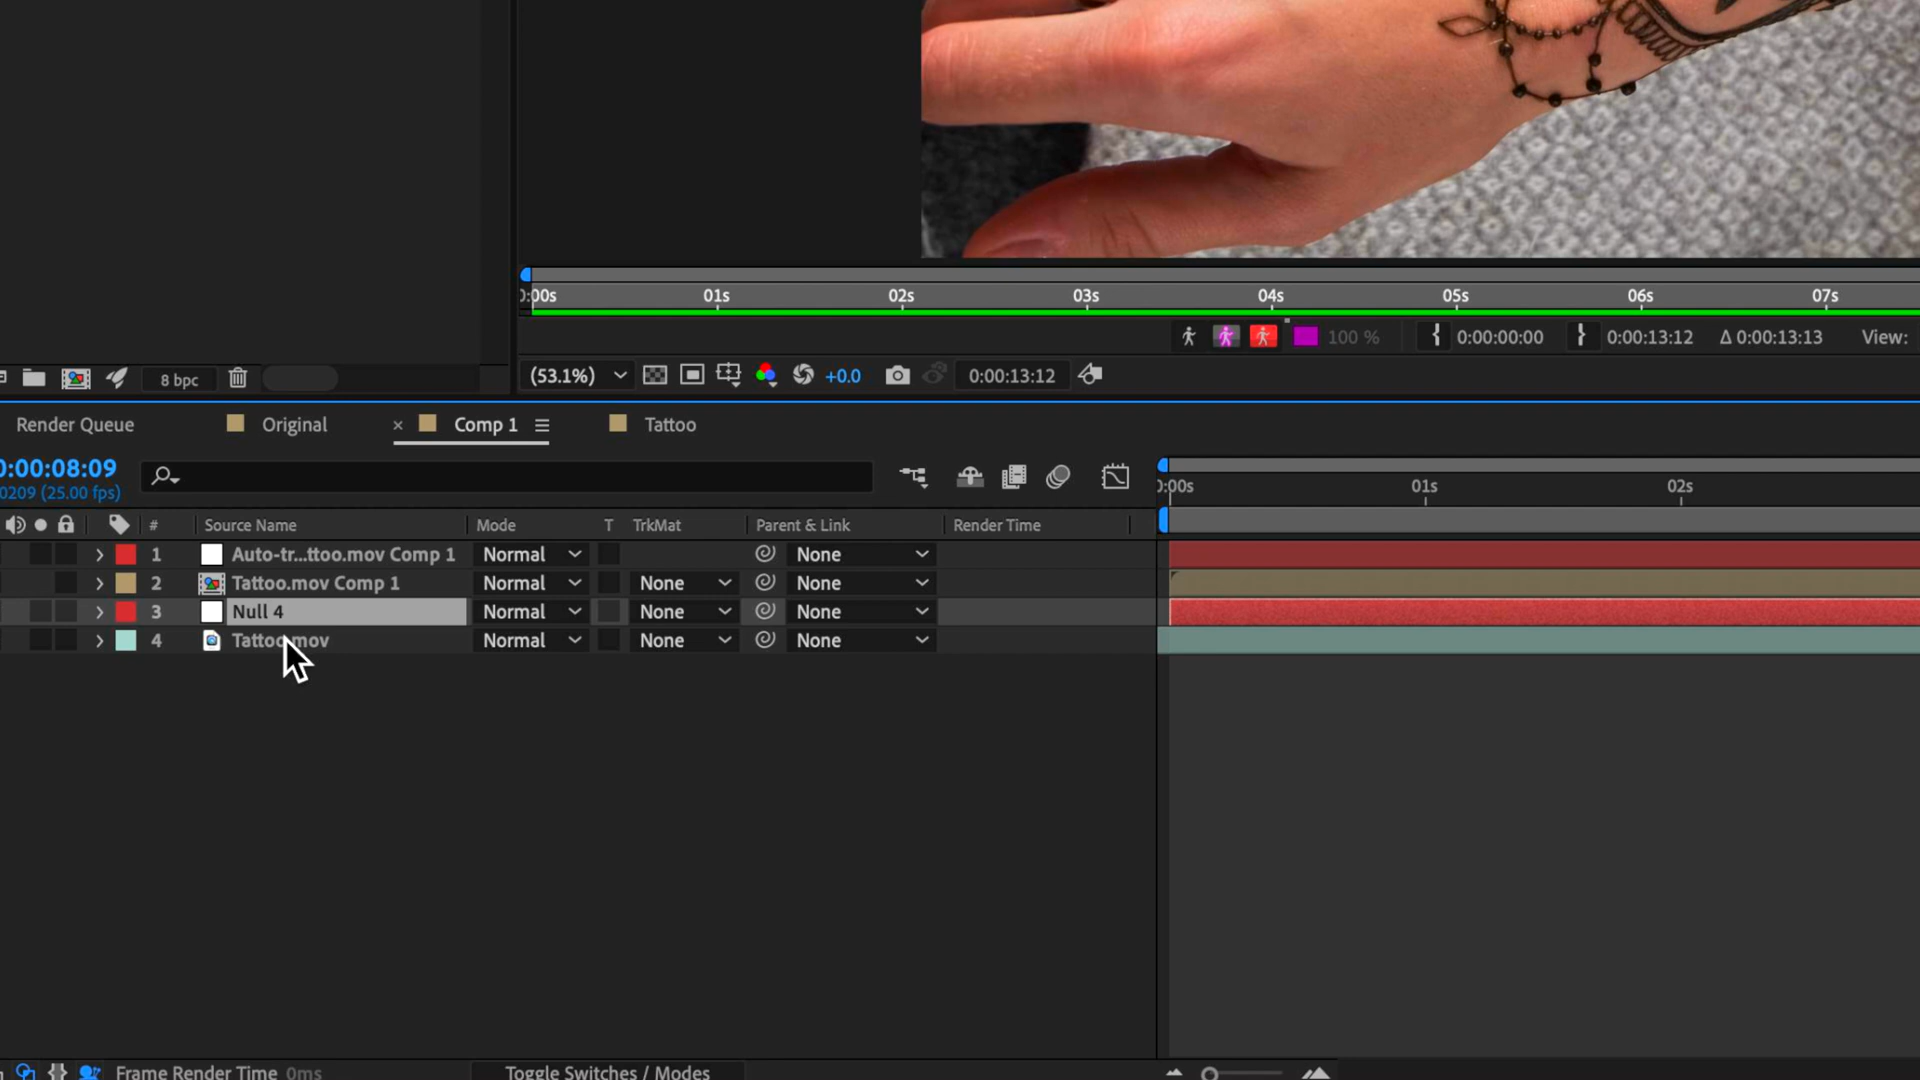 0:00s 01s 02s 03s 04s 05s 06s 07s
100 % 0:00:00:00 0:00:13:12 Δ 0:00:13:13 View:
8 bpc (53.1%) +0.0 0:00:13:12
Render Queue Original × Comp 1 Tattoo
0:00:08:09
0209 (25.00 fps)
0:00s 01s 02s
# Source Name Mode T TrkMat Parent & Link Render Time
1 Auto-tr...ttoo.mov Comp 1 Normal None
2 Tattoo.mov Comp 1 Normal None None
3 Null 4 Normal None None
4 Tattoo.mov Normal None None
Frame Render Time 0ms Toggle Switches / Modes